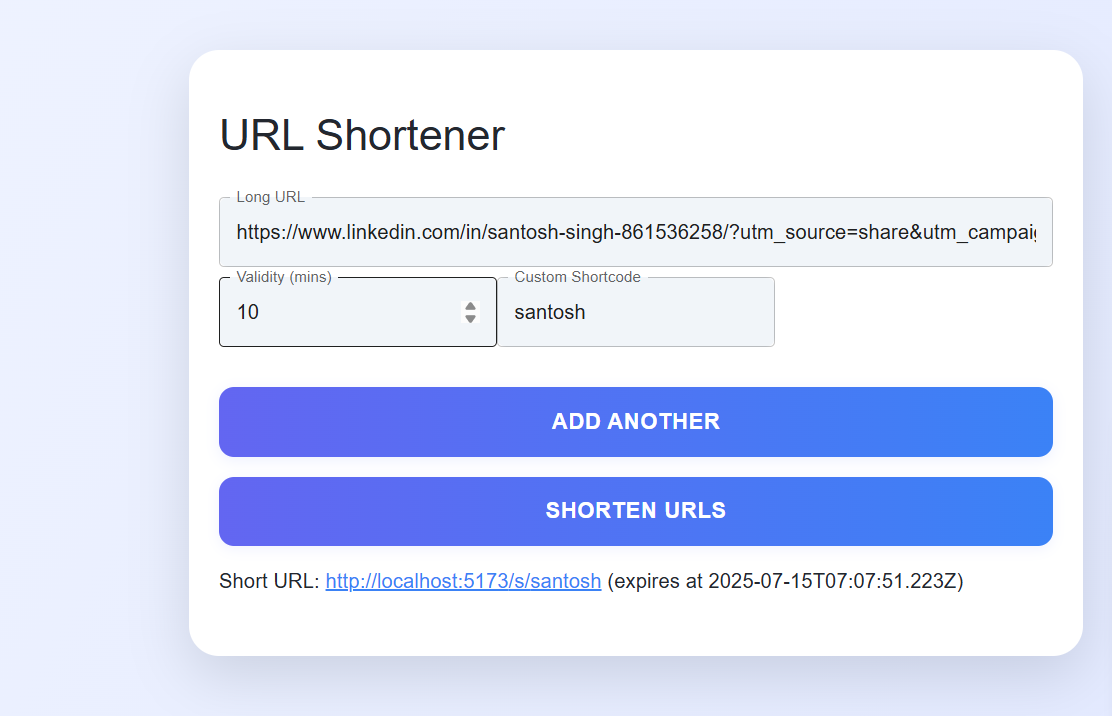 URL Shortener
Long URL
https://www.linkedin.com/in/santosh-singh-861536258/?utm_source=share&utm_campaig
Validity (mins) Custom Shortcode
10 santosh
ADD ANOTHER
SHORTEN URLS
Short URL: http://localhost:5173/s/santosh (expires at 2025-07-15T07:07:51.223Z)